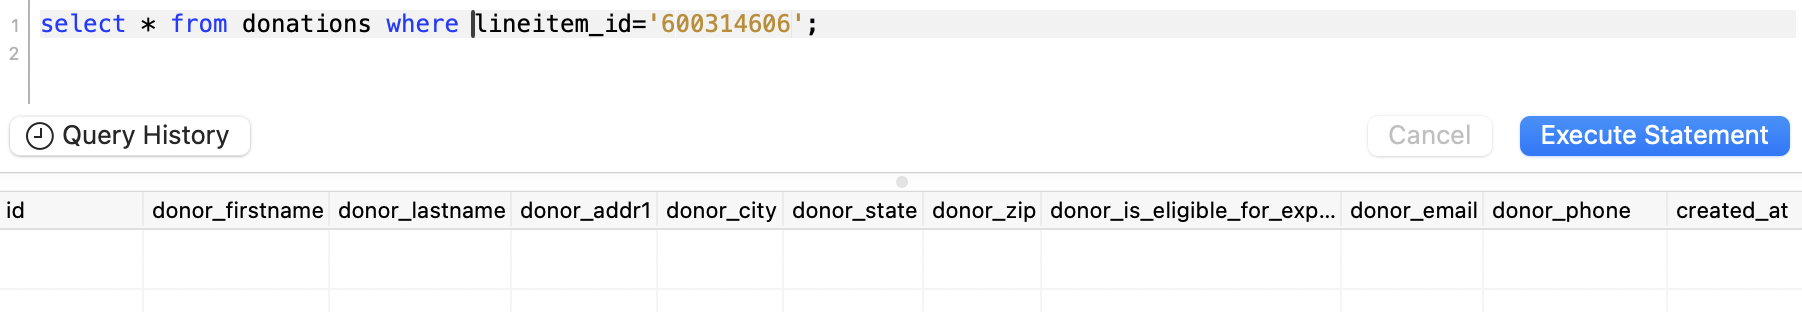 1 select * from donations where lineitem_id='600314606';
2
Query History Cancel Execute Statement
id donor_firstname donor_lastname donor_addr1 donor_city donor_state donor_zip donor_is_eligible_for_exp... donor_email donor_phone created_at